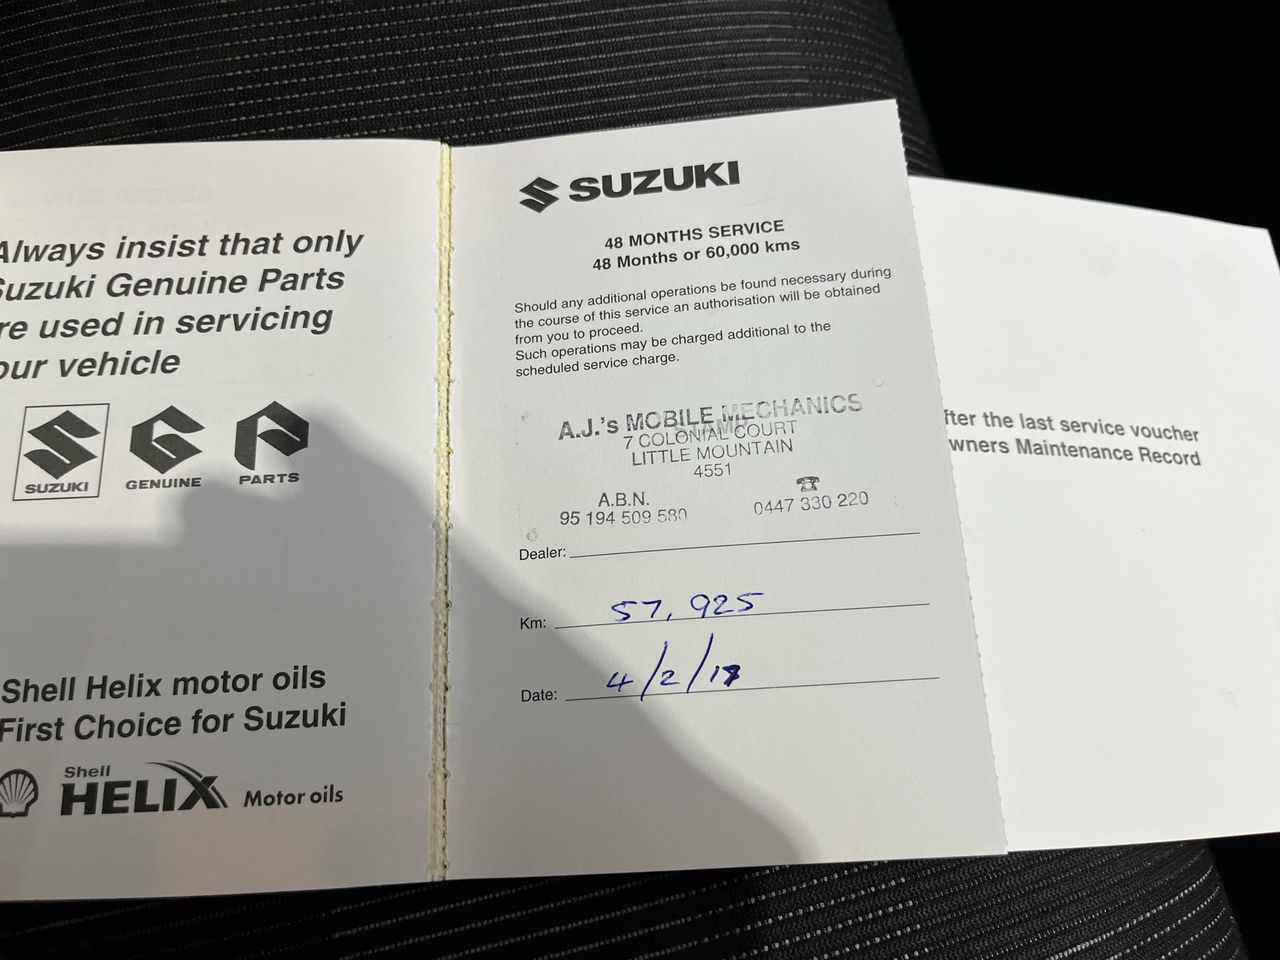 Always insist that only
Suzuki Genuine Parts
re used in servicing
our vehicle
SUZUKI
GENUINE
PARTS
Shell Helix motor oils
First Choice for Suzuki
Shell
HELIX Motor oils
SUZUKI
48 MONTHS SERVICE
48 Months or 60,000 kms
Should any additional operations be found necessary during
the course of this service an authorisation will be obtained
from you to proceed.
Such operations may be charged additional to the
scheduled service charge.
A.J.'s MOBILE MECHANICS
STAMP
7 COLONIAL COURT
LITTLE MOUNTAIN
4551
A.B.N.
95 194 509 580
0447 330 220
Dealer:
Km: 57,925
Date: 4/2/
fter the last service voucher
wners Maintenance Record